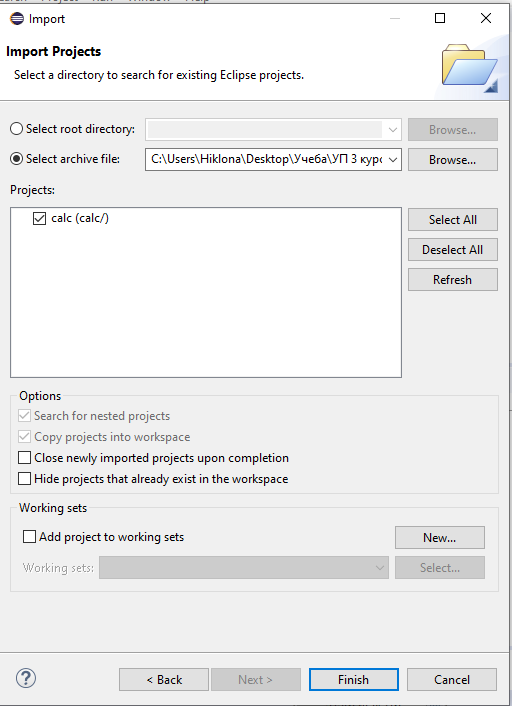 Import
Import Projects
Select a directory to search for existing Eclipse projects.
Select root directory:
Browse...
Select archive file:
C:\Users\Hiklona\Desktop\Учеба\УП 3 курс
Browse...
Projects:
calc (calc/)
Select All
Deselect All
Refresh
Options
Search for nested projects
Copy projects into workspace
Close newly imported projects upon completion
Hide projects that already exist in the workspace
Working sets
Add project to working sets
New...
Working sets:
Select...
?
< Back
Next >
Finish
Cancel